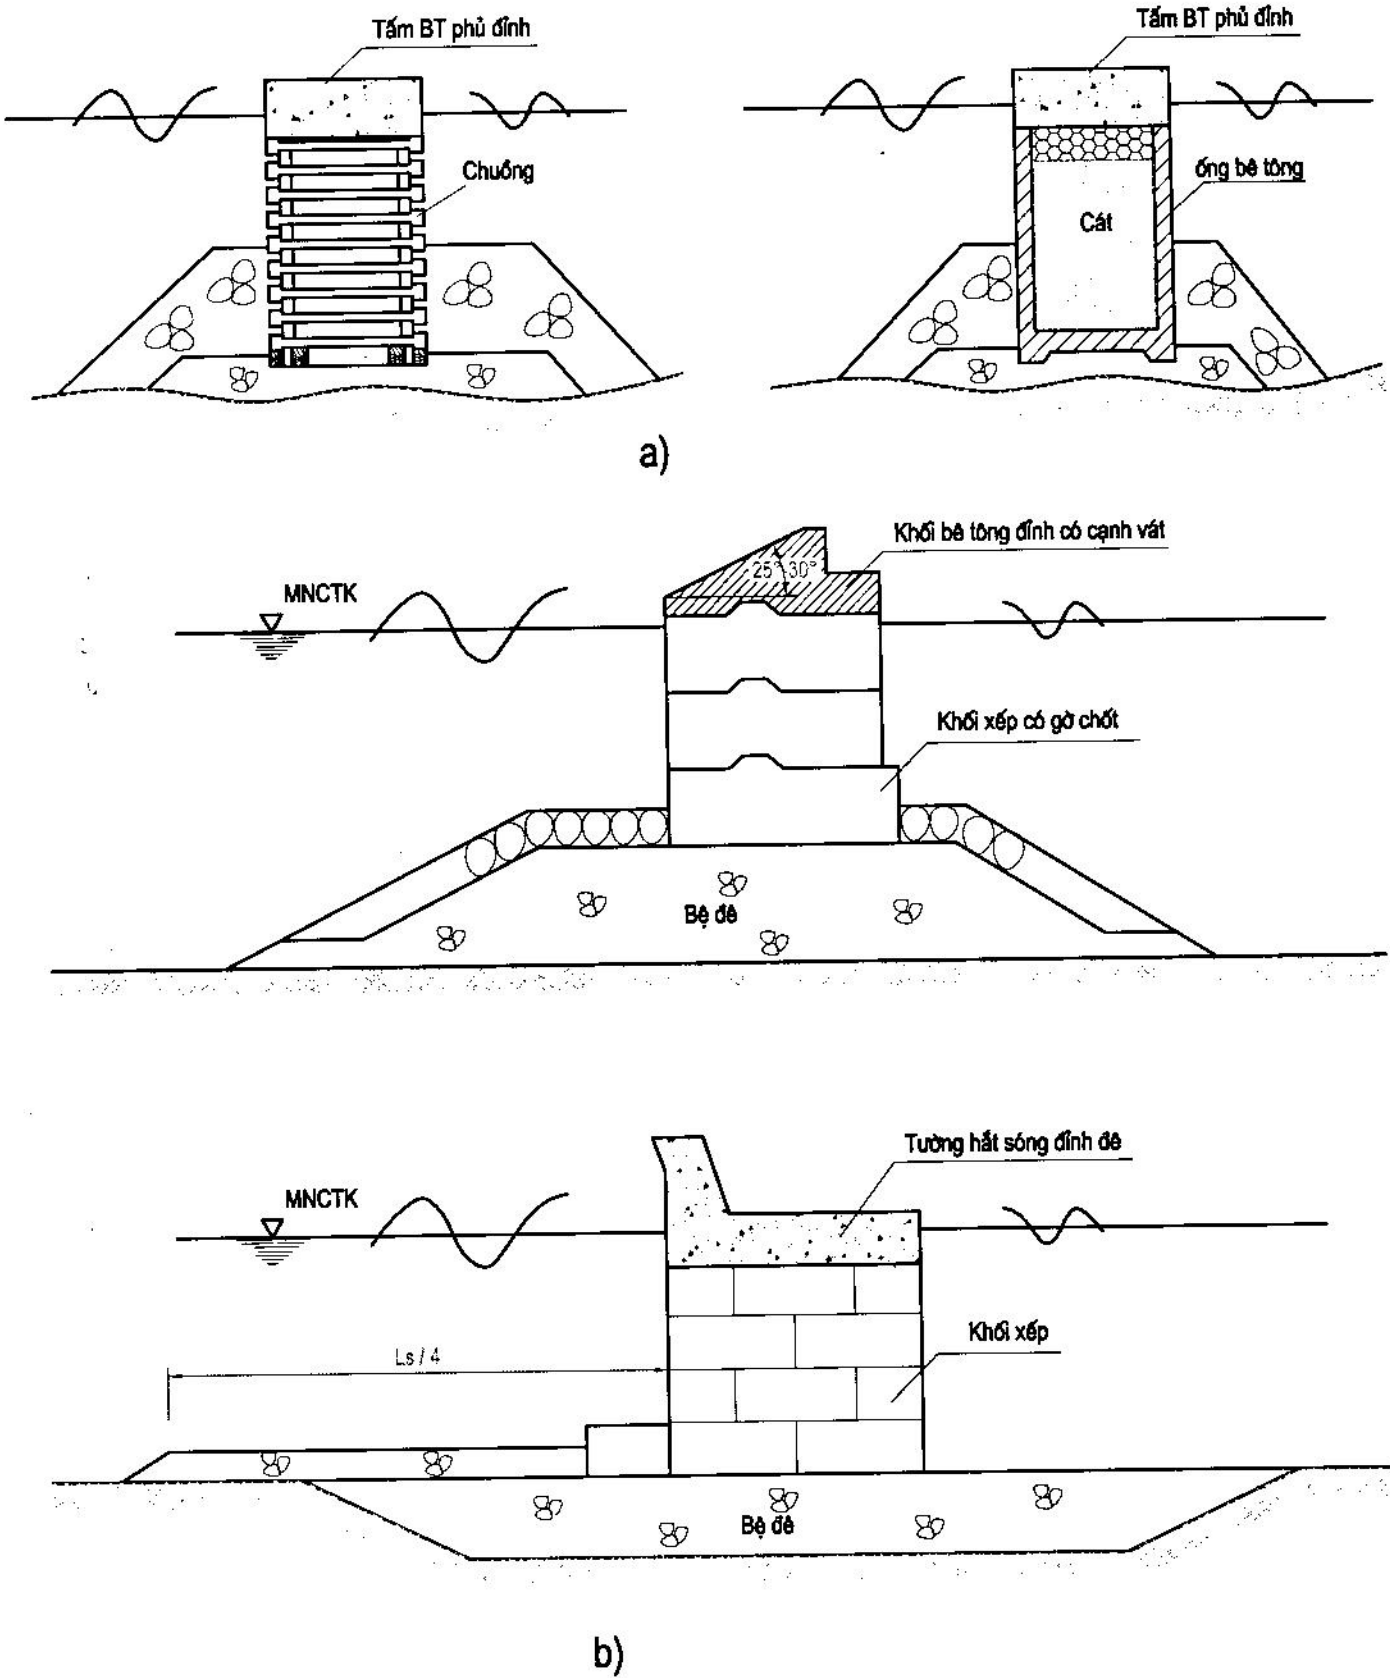 Tấm BT phủ đỉnh
Tấm BT phủ đỉnh
Chuồng
ống bê tông
Cát
a)
Khối bê tông đỉnh có cạnh vát
25° 30°
MNCTK
Khối xếp có gờ chốt
Bệ đê
Tường hắt sóng đỉnh đê
MNCTK
Khối xếp
Ls / 4
Bệ đê
b)